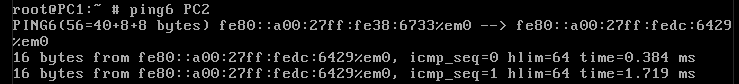 root@PC1:~ # ping6 PC2
PING6(56=40+8+8 bytes) fe80::a00:27ff:fe38:6733%em0 --> fe80::a00:27ff:fedc:6429
%em0
16 bytes from fe80::a00:27ff:fedc:6429%em0, icmp_seq=0 hlim=64 time=0.384 ms
16 bytes from fe80::a00:27ff:fedc:6429%em0, icmp_seq=1 hlim=64 time=1.719 ms